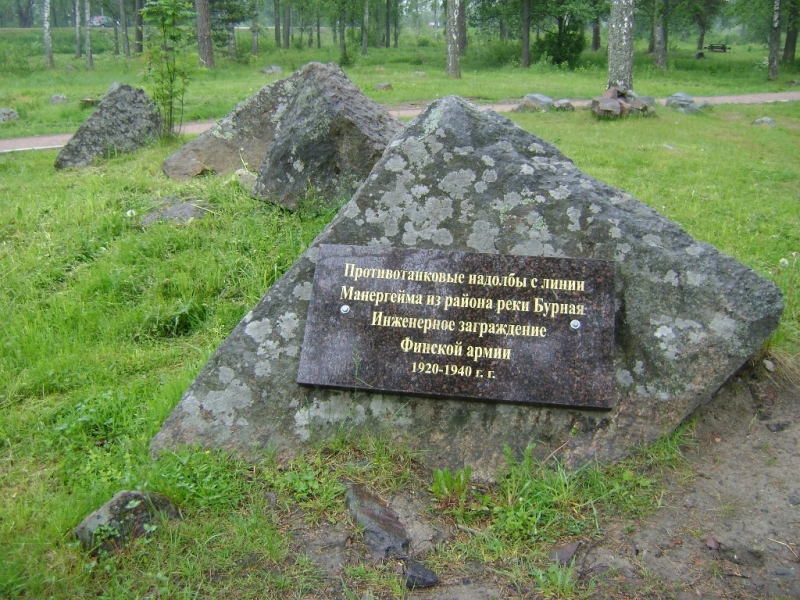 Противотанковые надолбы с линии
Манергейма из района реки Бурная
Инженерное заграждение
Финской армии
1920-1940 г. г.